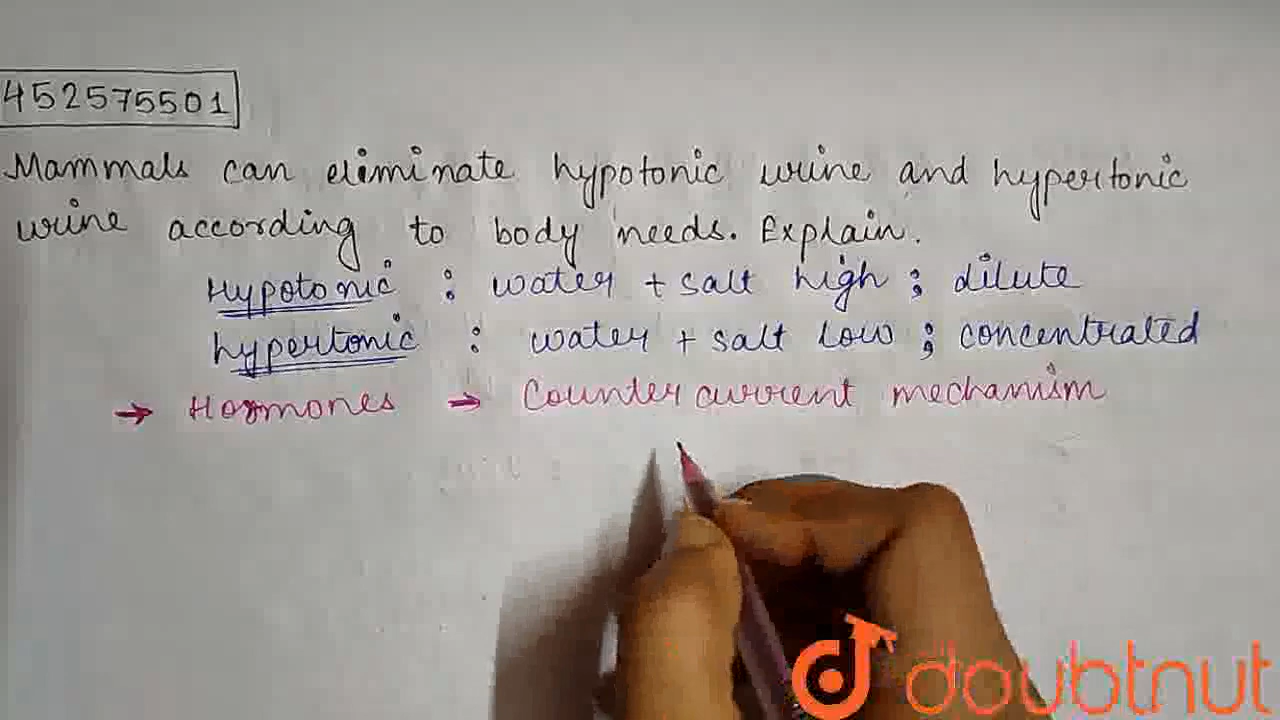 452575501
Mammals can eliminate hypotonic urine and hypertonic
urine according to body needs. Explain.
Hypotonic : water + salt high ; dilute
hypertonic : water + salt low ; concentrated
→ Hormones → Counter current mechanism
doubtnut